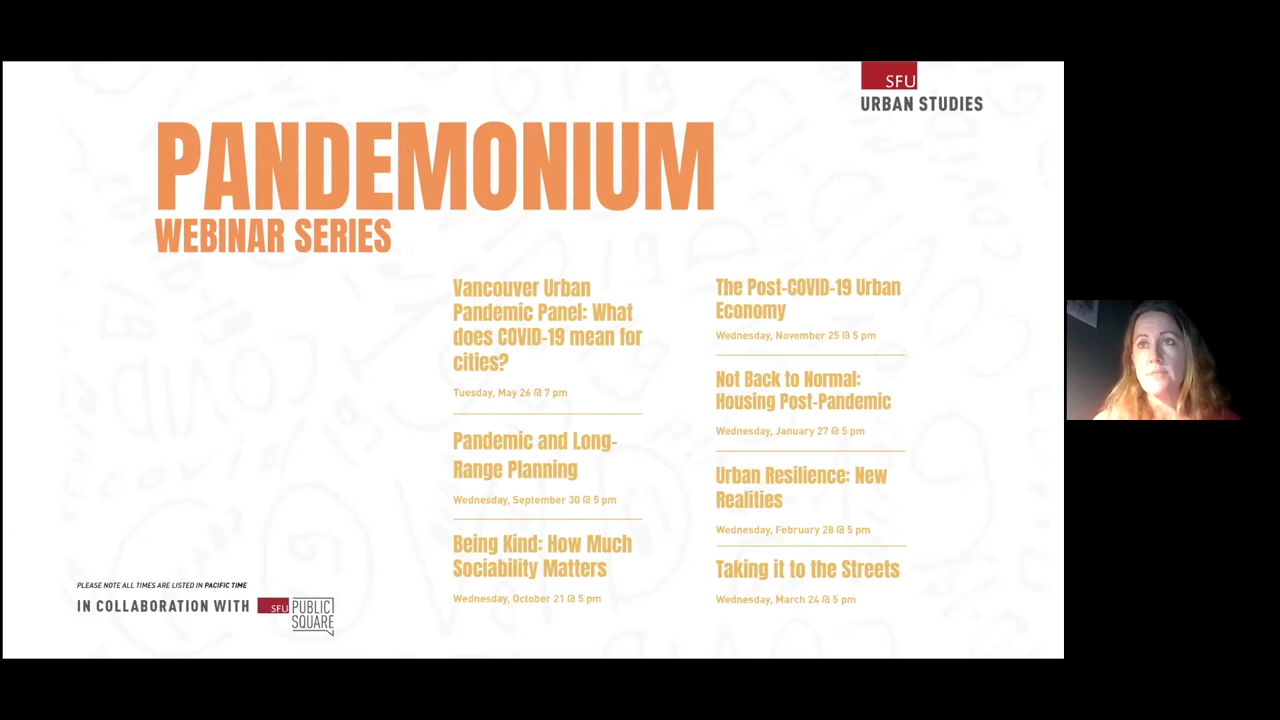 SFU
URBAN STUDIES
PANDEMONIUM
WEBINAR SERIES
Vancouver Urban
Pandemic Panel: What
does COVID-19 mean for
cities?
Tuesday, May 26 @ 7 pm
Pandemic and Long-
Range Planning
Wednesday, September 30 @ 5 pm
Being Kind: How Much
Sociability Matters
Wednesday, October 21 @ 5 pm
The Post-COVID-19 Urban
Economy
Wednesday, November 25 @ 5 pm
Not Back to Normal:
Housing Post-Pandemic
Wednesday, January 27 @ 5 pm
Urban Resilience: New
Realities
Wednesday, February 28 @ 5 pm
Taking it to the Streets
Wednesday, March 24 @ 5 pm
PLEASE NOTE ALL TIMES ARE LISTED IN PACIFIC TIME
IN COLLABORATION WITH SFU PUBLIC
SQUARE